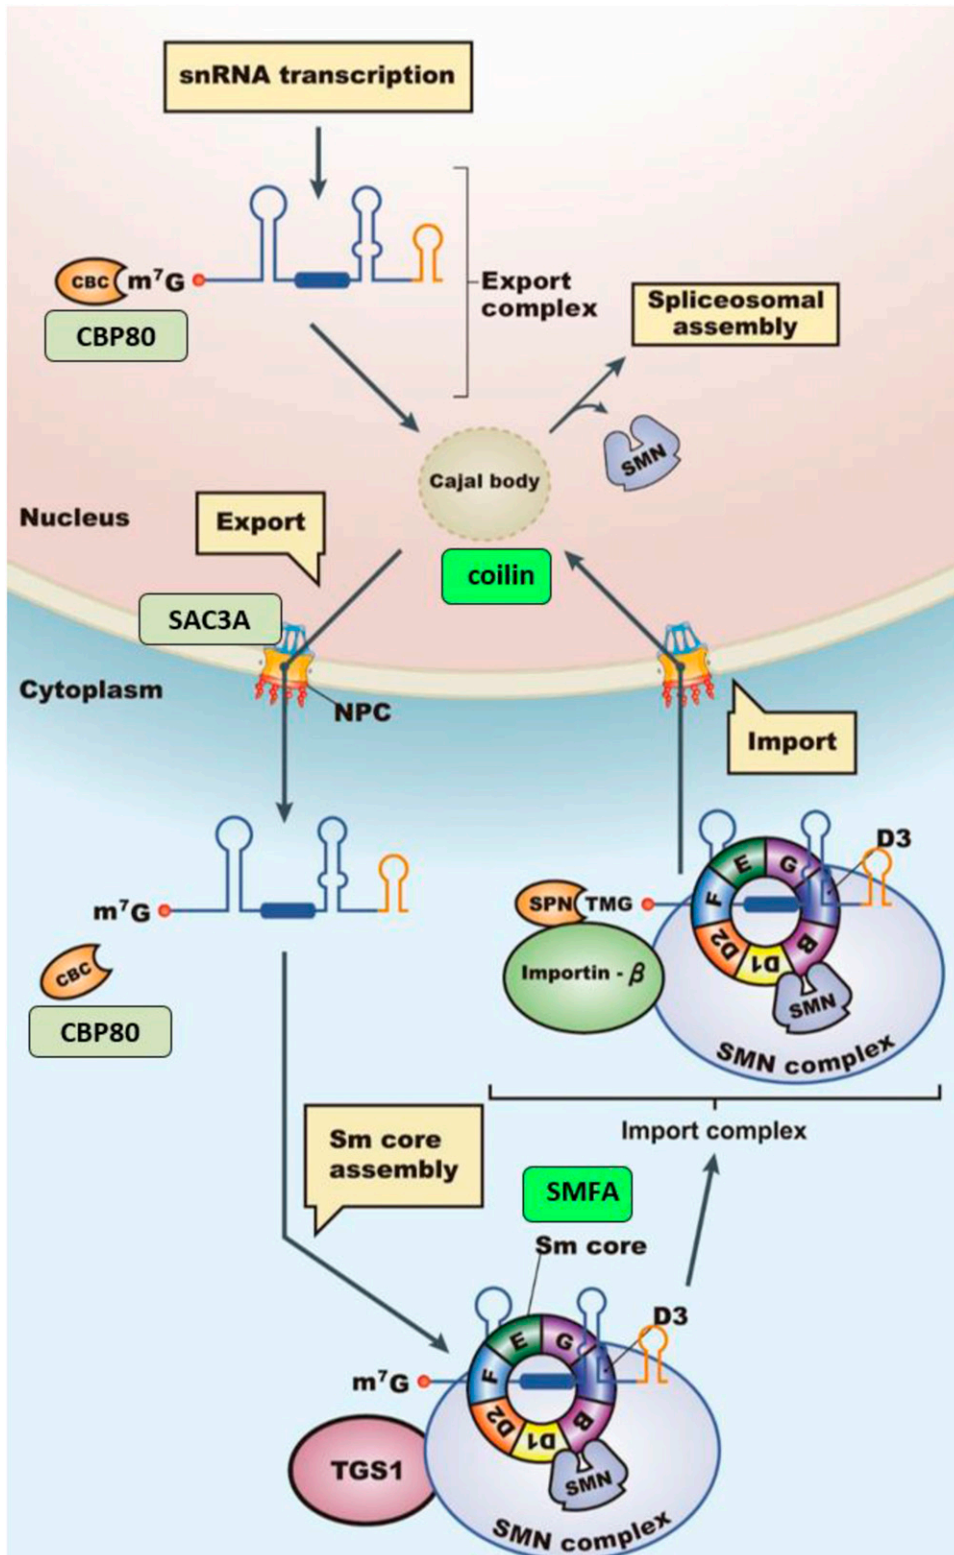 snRNA transcription
CBC
m⁷G
CBP80
Export
complex
Spliceosomal
assembly
SMN
Cajal body
Nucleus
Export
coilin
SAC3A
Cytoplasm
NPC
Import
m⁷G
CBC
CBP80
D3
E
G
F
B
D2
D1
SPN
TMG
Importin - β
SMN
SMN complex
Import complex
Sm core
assembly
SMFA
Sm core
D3
E
G
F
B
D2
D1
m⁷G
TGS1
SMN
SMN complex